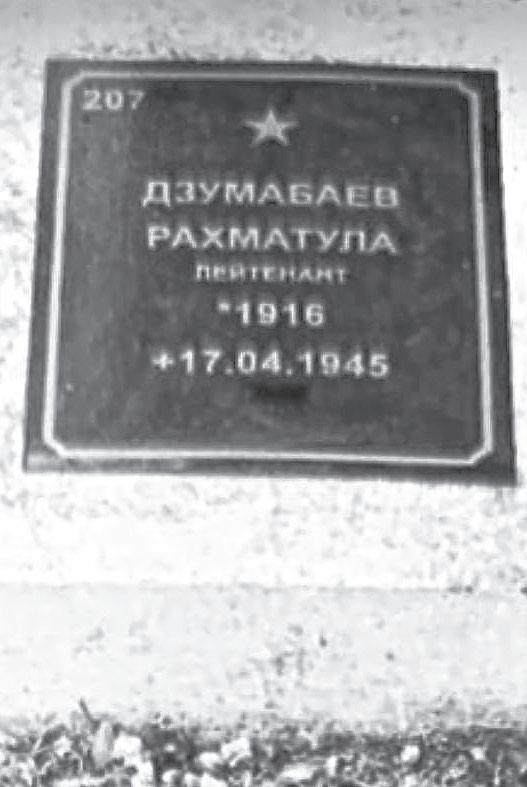 207
ДЗУМАБАЕВ
РАХМАТУЛА
ЛЕЙТЕНАНТ
*1916
+17.04.1945